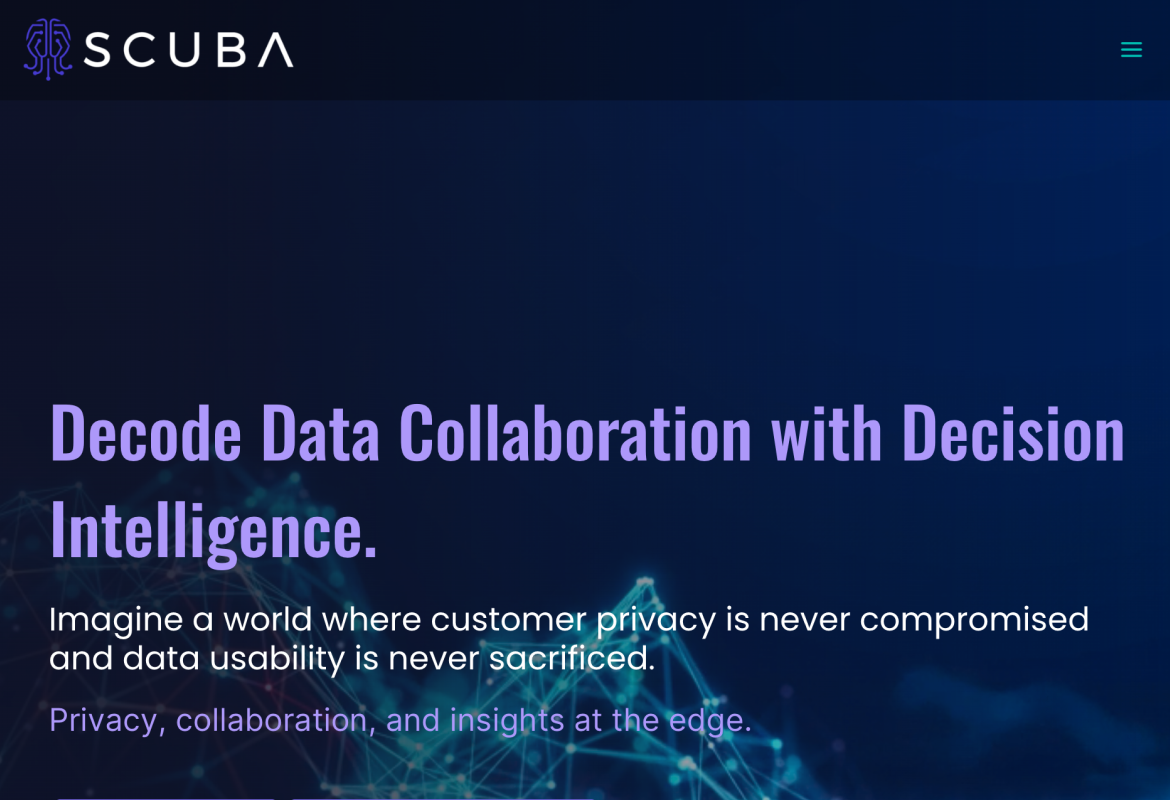 SCUBA
Decode Data Collaboration with Decision
Intelligence.
Imagine a world where customer privacy is never compromised
and data usability is never sacrificed.
Privacy, collaboration, and insights at the edge.